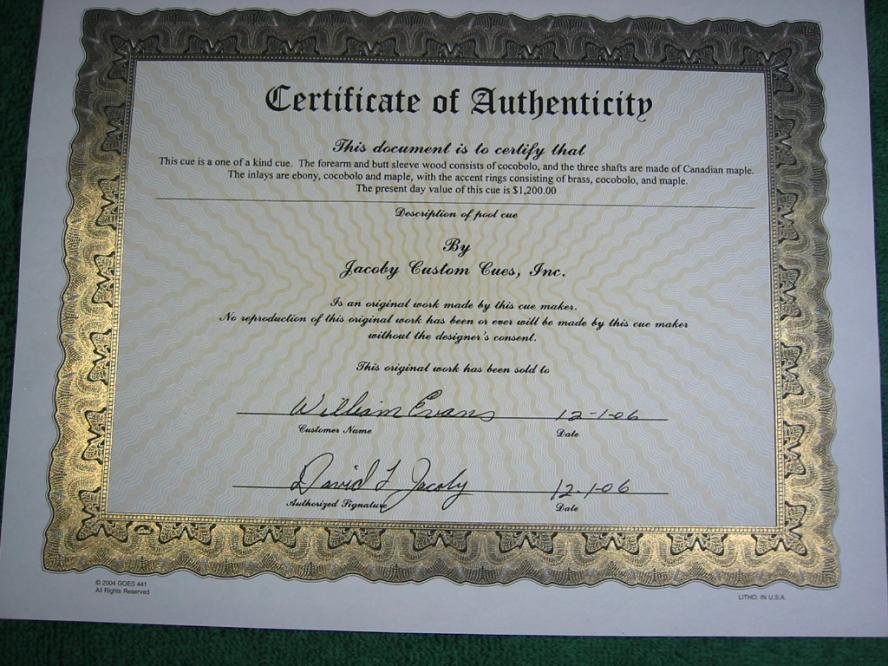 Certificate of Authenticity
This document is to certify that
This cue is a one of a kind cue. The forearm and butt sleeve wood consists of cocobolo, and the three shafts are made of Canadian maple.
The inlays are ebony, cocobolo and maple, with the accent rings consisting of brass, cocobolo, and maple.
The present day value of this cue is $1,200.00
Description of pool cue
By
Jacoby Custom Cues, Inc.
Is an original work made by this cue maker.
No reproduction of this original work has been or ever will be made by this cue maker
without the designer's consent.
This original work has been sold to
William Evans 12-1-06
Customer Name Date
David L Jacoby 12-1-06
Authorized Signature Date
© 2004 GOES 441
All Rights Reserved
LITHO. IN U.S.A.